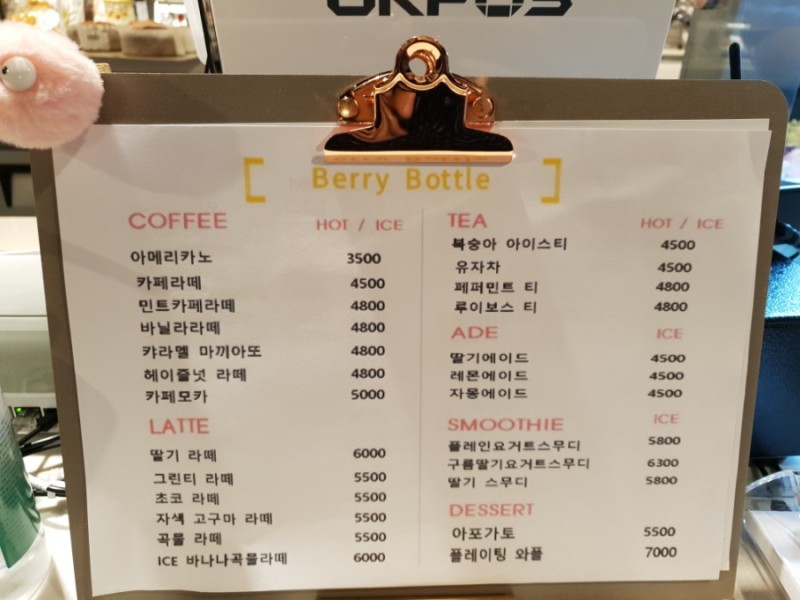 OKPOS
[ Berry Bottle ]
COFFEE HOT / ICE
아메리카노 3500
카페라떼 4500
민트카페라떼 4800
바닐라라떼 4800
캬라멜 마끼아또 4800
헤이즐넛 라떼 4800
카페모카 5000
LATTE
딸기 라떼 6000
그린티 라떼 5500
초코 라떼 5500
자색 고구마 라떼 5500
곡물 라떼 5500
ICE 바나나곡물라떼 6000
TEA HOT / ICE
복숭아 아이스티 4500
유자차 4500
페퍼민트 티 4800
루이보스 티 4800
ADE ICE
딸기에이드 4500
레몬에이드 4500
자몽에이드 4500
SMOOTHIE ICE
플레인요거트스무디 5800
구름딸기요거트스무디 6300
딸기 스무디 5800
DESSERT
아포가토 5500
플레이팅 와플 7000